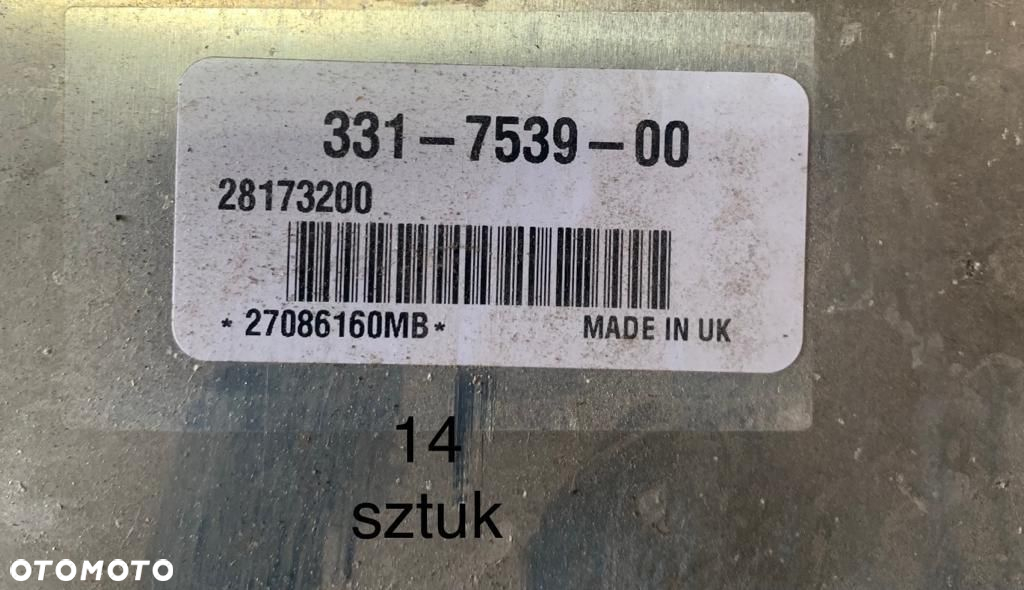 331-7539-00
28173200
* 27086160MB *
MADE IN UK
14
sztuk
OTOMOTO